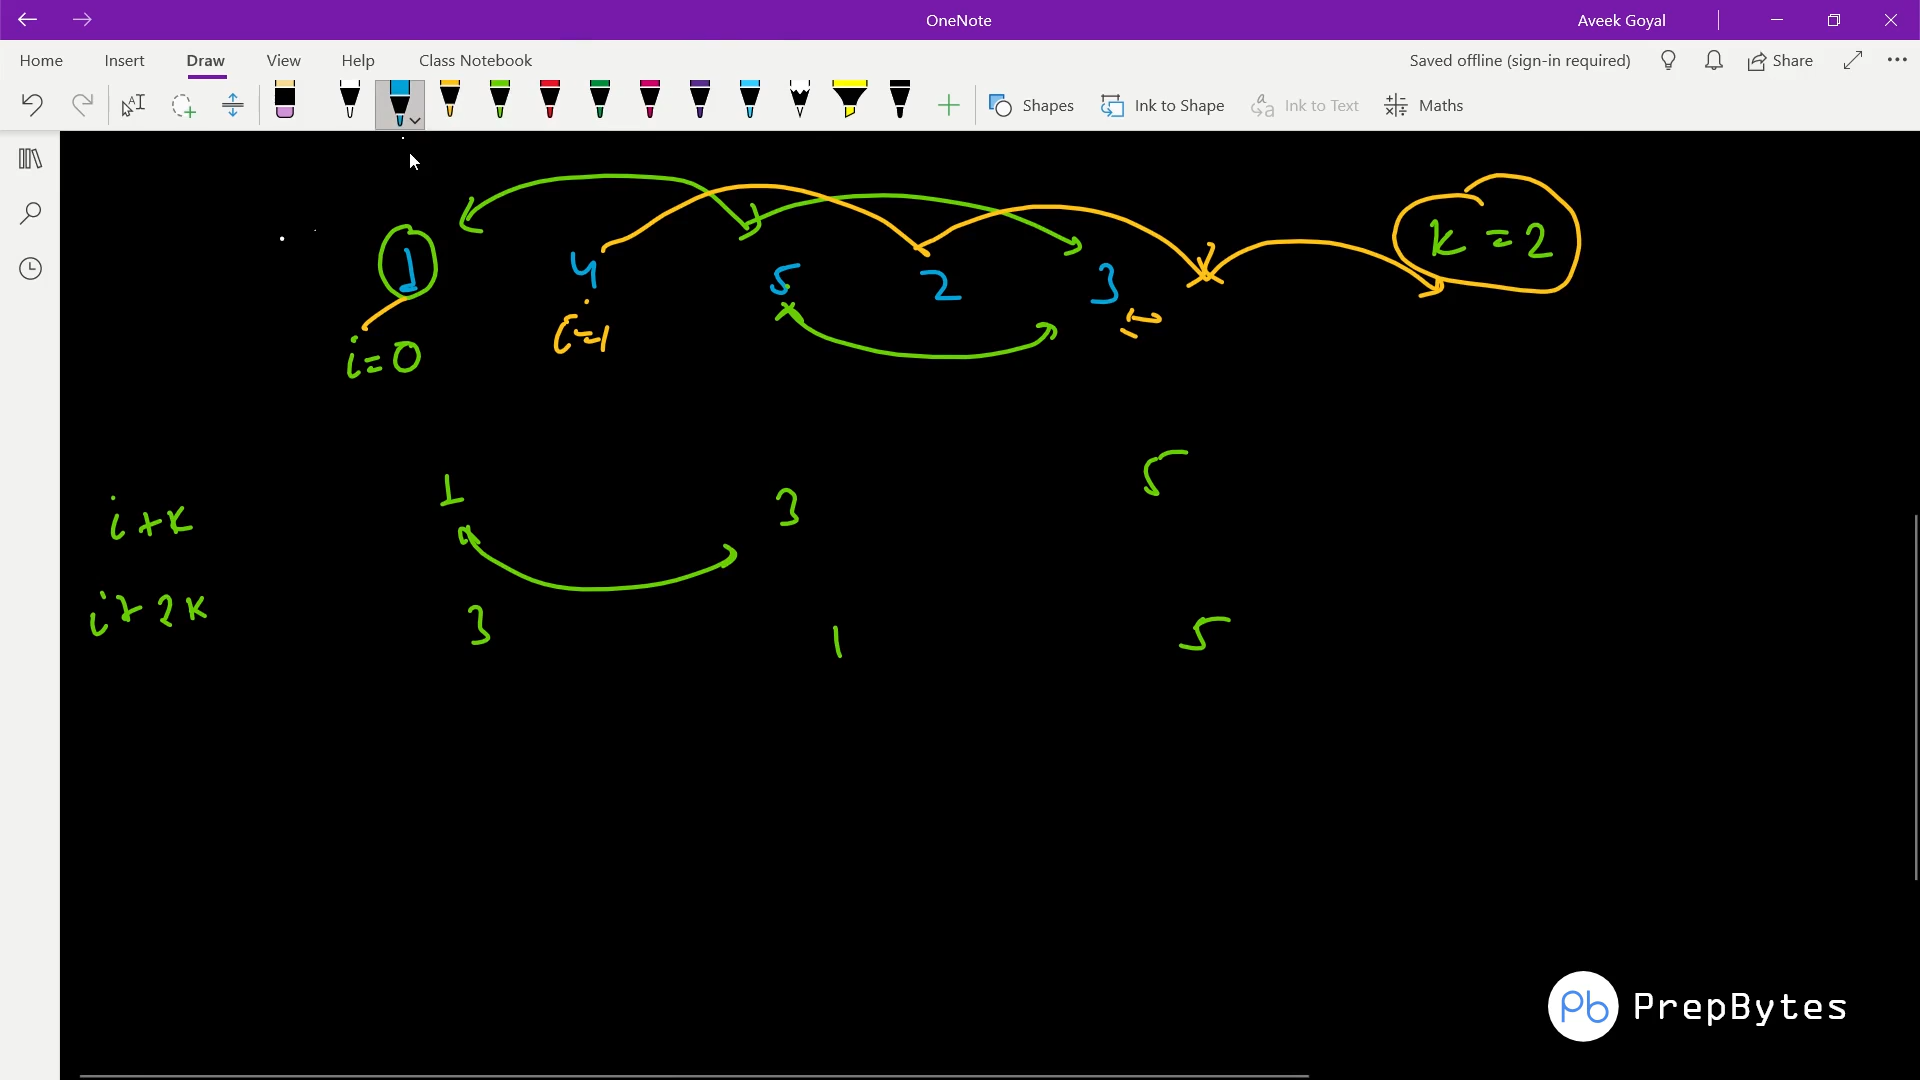 OneNote
Aveek Goyal
Home Insert Draw View Help Class Notebook
Saved offline (sign-in required) Share
Shapes Ink to Shape Ink to Text Maths
1 4 5 2 3 K = 2
i=0 i=1
i+K 1 3 5
i+2K 3 1 5
Pb PrepBytes